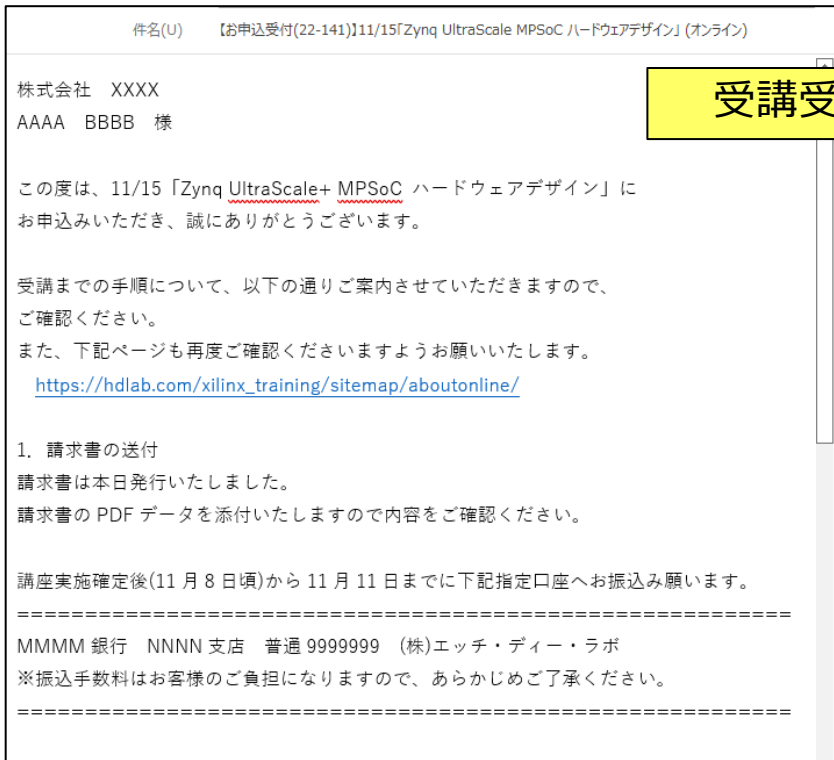 件名(U) 【お申込受付(22-141)】11/15「Zynq UltraScale MPSoC ハードウェアデザイン」 (オンライン)
受講受
株式会社 XXXX
AAAA BBBB 様
この度は、11/15「Zynq UltraScale+ MPSoC ハードウェアデザイン」に
お申込みいただき、誠にありがとうございます。
受講までの手順について、以下の通りご案内させていただきますので、
ご確認ください。
また、下記ページも再度ご確認くださいますようお願いいたします。
https://hdlab.com/xilinx_training/sitemap/aboutonline/
1. 請求書の送付
請求書は本日発行いたしました。
請求書の PDF データを添付いたしますので内容をご確認ください。
講座実施確定後(11 月 8 日頃)から 11 月 11 日までに下記指定口座へお振込み願います。
=========================================================
MMMM 銀行 NNNN 支店 普通 9999999 (株)エッチ・ディー・ラボ
※振込手数料はお客様のご負担になりますので、あらかじめご了承ください。
=========================================================